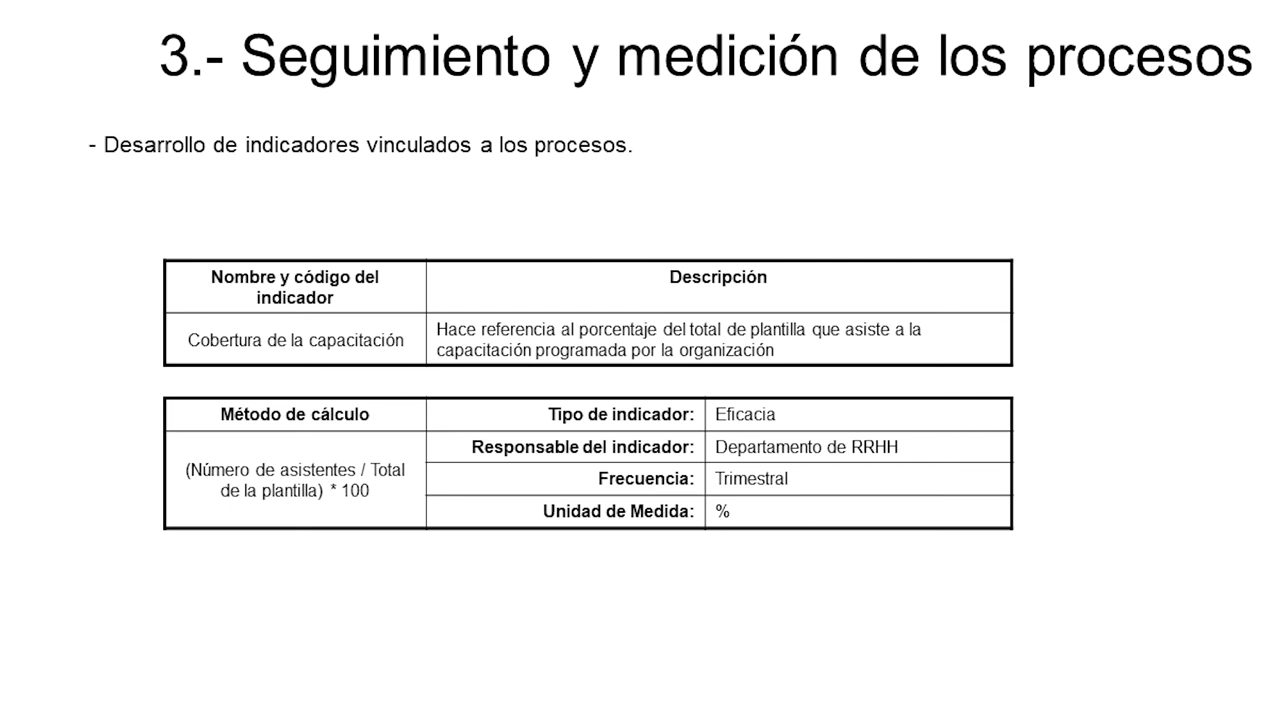 3.- Seguimiento y medición de los procesos
- Desarrollo de indicadores vinculados a los procesos.
Nombre y código del
indicador
Descripción
Cobertura de la capacitación
Hace referencia al porcentaje del total de plantilla que asiste a la
capacitación programada por la organización
Método de cálculo
Tipo de indicador: Eficacia
(Número de asistentes / Total
de la plantilla) * 100
Responsable del indicador: Departamento de RRHH
Frecuencia: Trimestral
Unidad de Medida: %